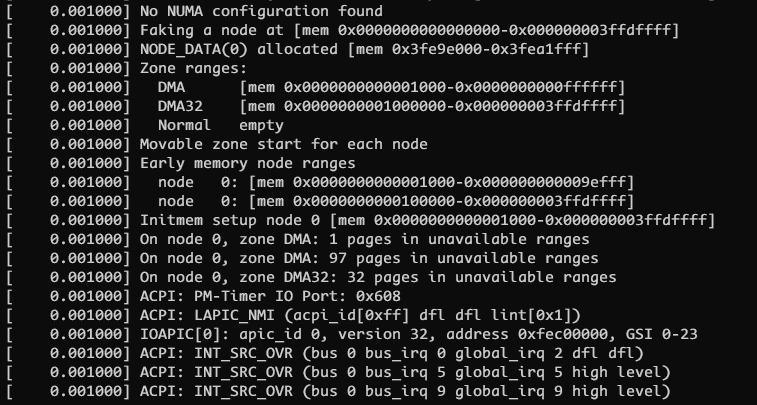 [    0.001000] No NUMA configuration found
[    0.001000] Faking a node at [mem 0x0000000000000000-0x000000003ffdffff]
[    0.001000] NODE_DATA(0) allocated [mem 0x3fe9e000-0x3fea1fff]
[    0.001000] Zone ranges:
[    0.001000]   DMA      [mem 0x0000000000001000-0x0000000000ffffff]
[    0.001000]   DMA32    [mem 0x0000000001000000-0x000000003ffdffff]
[    0.001000]   Normal   empty
[    0.001000] Movable zone start for each node
[    0.001000] Early memory node ranges
[    0.001000]   node   0: [mem 0x0000000000001000-0x000000000009efff]
[    0.001000]   node   0: [mem 0x0000000000100000-0x000000003ffdffff]
[    0.001000] Initmem setup node 0 [mem 0x0000000000001000-0x000000003ffdffff]
[    0.001000] On node 0, zone DMA: 1 pages in unavailable ranges
[    0.001000] On node 0, zone DMA: 97 pages in unavailable ranges
[    0.001000] On node 0, zone DMA32: 32 pages in unavailable ranges
[    0.001000] ACPI: PM-Timer IO Port: 0x608
[    0.001000] ACPI: LAPIC_NMI (acpi_id[0xff] dfl dfl lint[0x1])
[    0.001000] IOAPIC[0]: apic_id 0, version 32, address 0xfec00000, GSI 0-23
[    0.001000] ACPI: INT_SRC_OVR (bus 0 bus_irq 0 global_irq 2 dfl dfl)
[    0.001000] ACPI: INT_SRC_OVR (bus 0 bus_irq 5 global_irq 5 high level)
[    0.001000] ACPI: INT_SRC_OVR (bus 0 bus_irq 9 global_irq 9 high level)